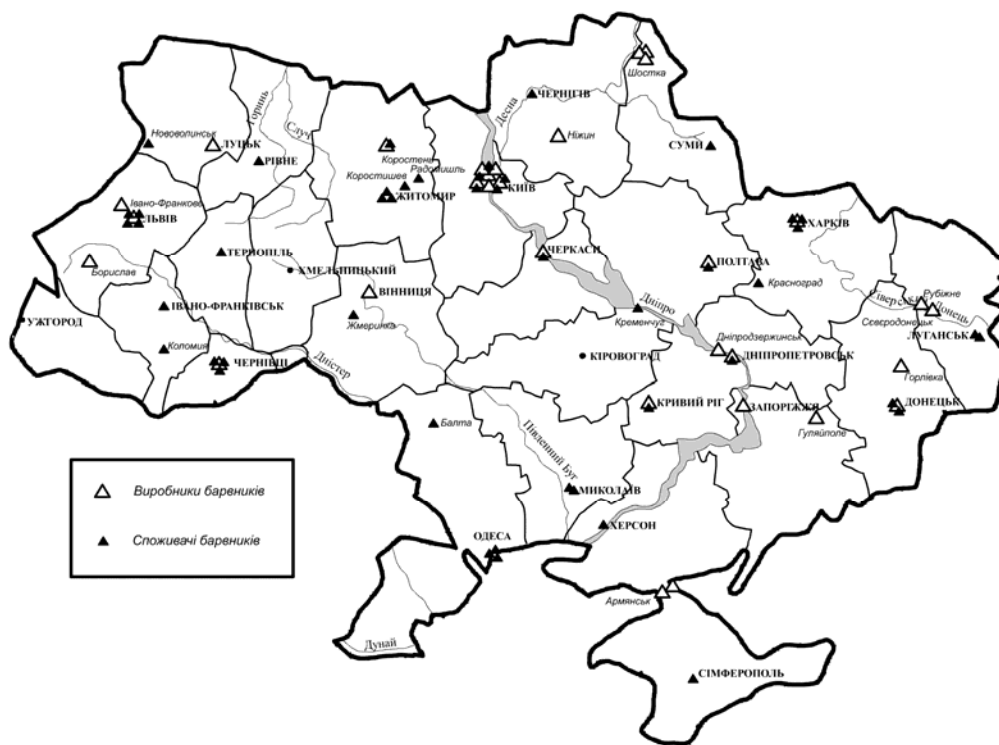 Шостка
ЧЕРНІГІВ
Десна
Ніжин
СУМИ
Горинь
Случ
Нововолинськ
ЛУЦЬК
РІВНЕ
Коростень
Радомишль
Коростишев
ЖИТОМИР
КИЇВ
Івано-Франково
ЛЬВІВ
ХАРКІВ
Борислав
ТЕРНОПІЛЬ
ХМЕЛЬНИЦЬКИЙ
ЧЕРКАСИ
ПОЛТАВА
Красноград
ВІННИЦЯ
Жмеринка
ІВАНО-ФРАНКІВСЬК
УЖГОРОД
Дніпро
Кременчуг
Сіверський Донець
Рубіжне
Сєвєродонецьк
ЛУГАНСЬК
Коломия
ЧЕРНІВЦІ
Дністер
КІРОВОГРАД
Дніпродзержинськ
ДНІПРОПЕТРОВСЬК
Горлівка
ДОНЕЦЬК
КРИВИЙ РІГ
ЗАПОРІЖЖЯ
Гуляйполе
Балта
Південний Буг
МИКОЛАЇВ
ХЕРСОН
ОДЕСА
Виробники барвників
Споживачі барвників
Армянськ
Дунай
СІМФЕРОПОЛЬ